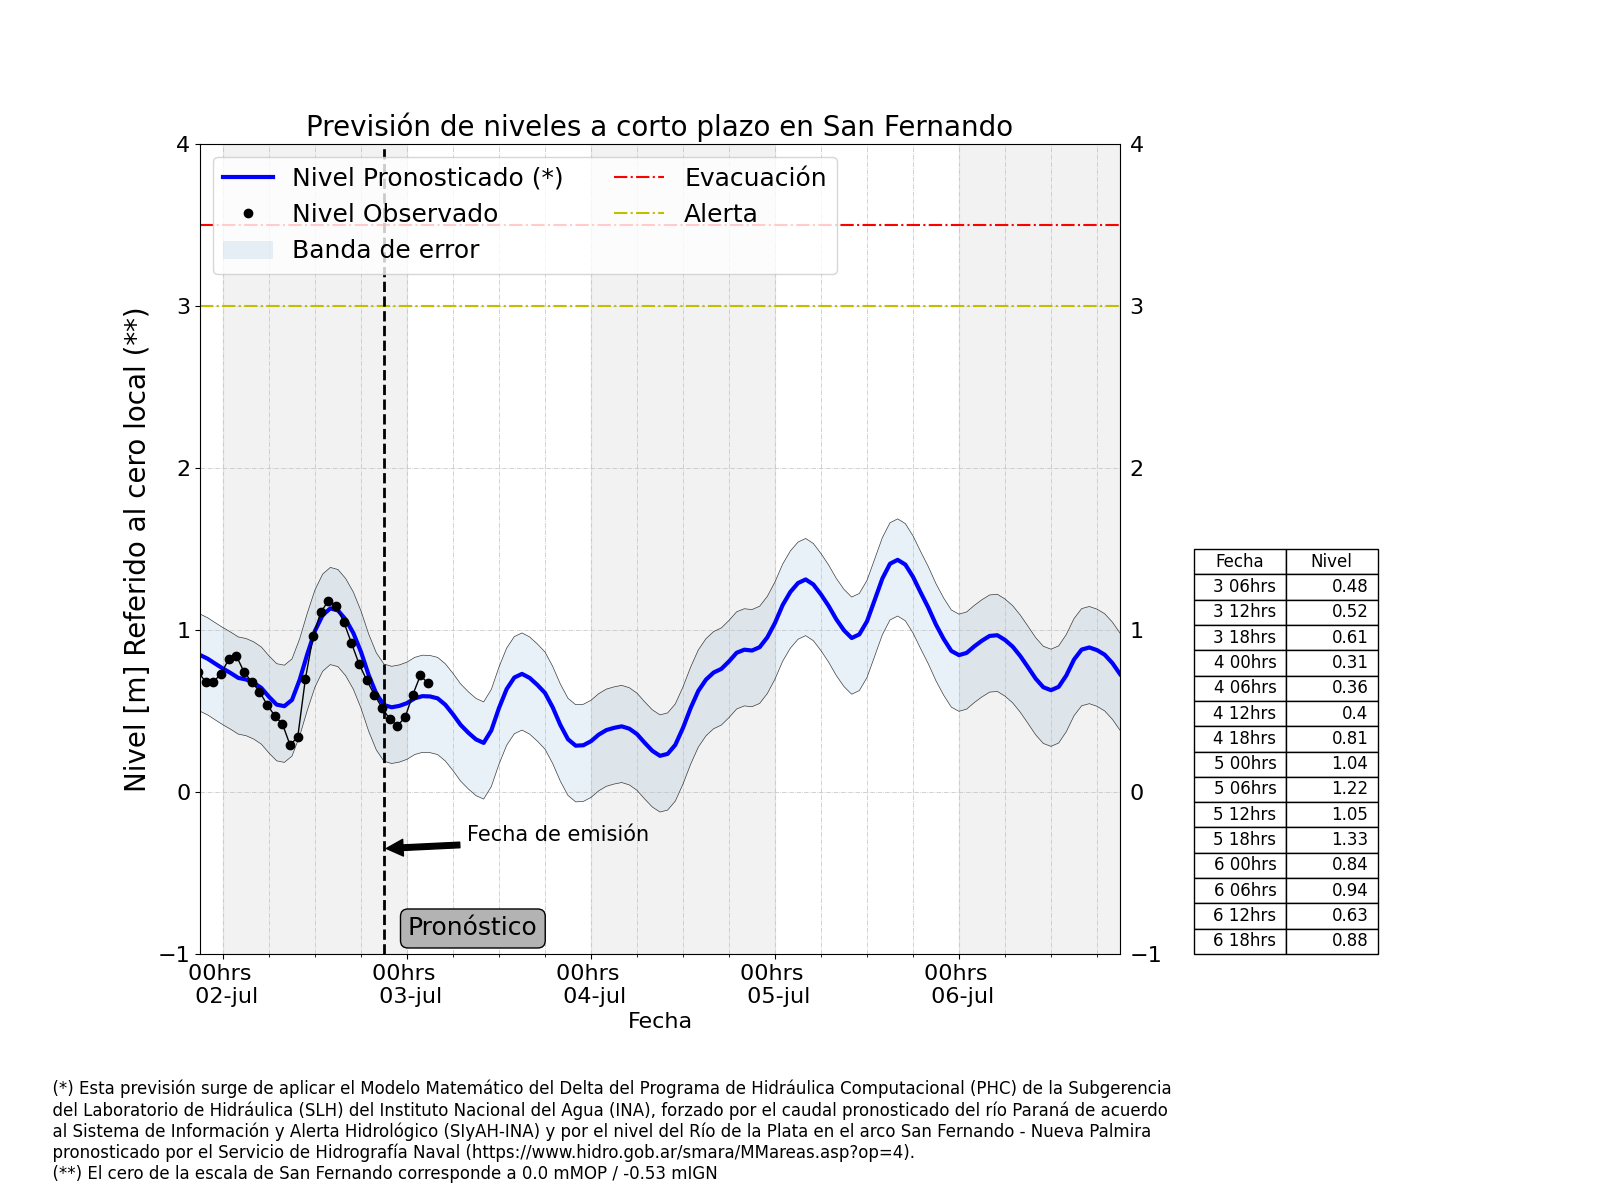 Previsión de niveles a corto plazo en San Fernando
4
4
Nivel Pronosticado (*)
Evacuación
Nivel Observado
Alerta
Banda de error
3
3
Nivel [m] Referido al cero local (**)
2
2
1
1
0
0
Fecha de emisión
Pronóstico
−1
−1
00hrs 00hrs 00hrs 00hrs 00hrs
02-jul 03-jul 04-jul 05-jul 06-jul
Fecha
Fecha Nivel
3 06hrs 0.48
3 12hrs 0.52
3 18hrs 0.61
4 00hrs 0.31
4 06hrs 0.36
4 12hrs 0.4
4 18hrs 0.81
5 00hrs 1.04
5 06hrs 1.22
5 12hrs 1.05
5 18hrs 1.33
6 00hrs 0.84
6 06hrs 0.94
6 12hrs 0.63
6 18hrs 0.88
(*) Esta previsión surge de aplicar el Modelo Matemático del Delta del Programa de Hidráulica Computacional (PHC) de la Subgerencia
del Laboratorio de Hidráulica (SLH) del Instituto Nacional del Agua (INA), forzado por el caudal pronosticado del río Paraná de acuerdo
al Sistema de Información y Alerta Hidrológico (SIyAH-INA) y por el nivel del Río de la Plata en el arco San Fernando - Nueva Palmira
pronosticado por el Servicio de Hidrografía Naval (https://www.hidro.gob.ar/smara/MMareas.asp?op=4).
(**) El cero de la escala de San Fernando corresponde a 0.0 mMOP / -0.53 mIGN